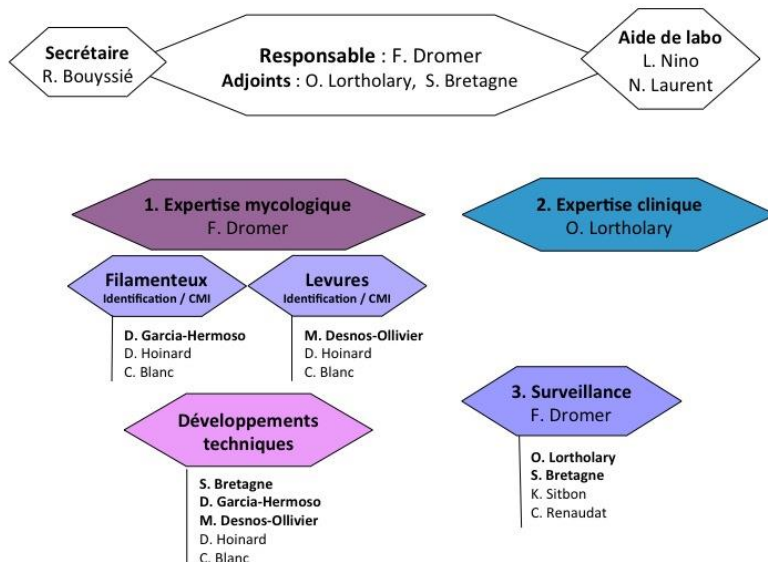 Secrétaire
R. Bouyssié
Responsable : F. Dromer
Adjoints : O. Lortholary, S. Bretagne
Aide de labo
L. Nino
N. Laurent
1. Expertise mycologique
F. Dromer
2. Expertise clinique
O. Lortholary
Filamenteux
Identification / CMI
Levures
Identification / CMI
D. Garcia-Hermoso
D. Hoinard
C. Blanc
M. Desnos-Ollivier
D. Hoinard
C. Blanc
Développements
techniques
3. Surveillance
F. Dromer
S. Bretagne
D. Garcia-Hermoso
M. Desnos-Ollivier
D. Hoinard
C. Blanc
O. Lortholary
S. Bretagne
K. Sitbon
C. Renaudat